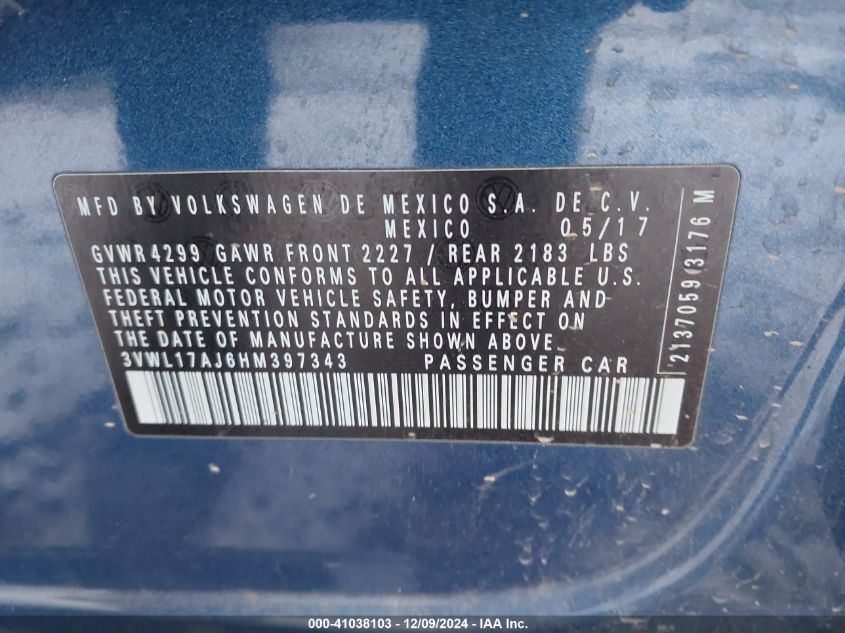 MFD BY VOLKSWAGEN DE MEXICO S.A. DE C.V.
MEXICO 05/17
GVWR 4299 GAWR FRONT 2227 / REAR 2183 LBS
THIS VEHICLE CONFORMS TO ALL APPLICABLE U.S.
FEDERAL MOTOR VEHICLE SAFETY, BUMPER AND
THEFT PREVENTION STANDARDS IN EFFECT ON
THE DATE OF MANUFACTURE SHOWN ABOVE.
3VWL17AJ6HM397343 PASSENGER CAR
2137059 3176 M
000-41038103 - 12/09/2024 - IAA Inc.